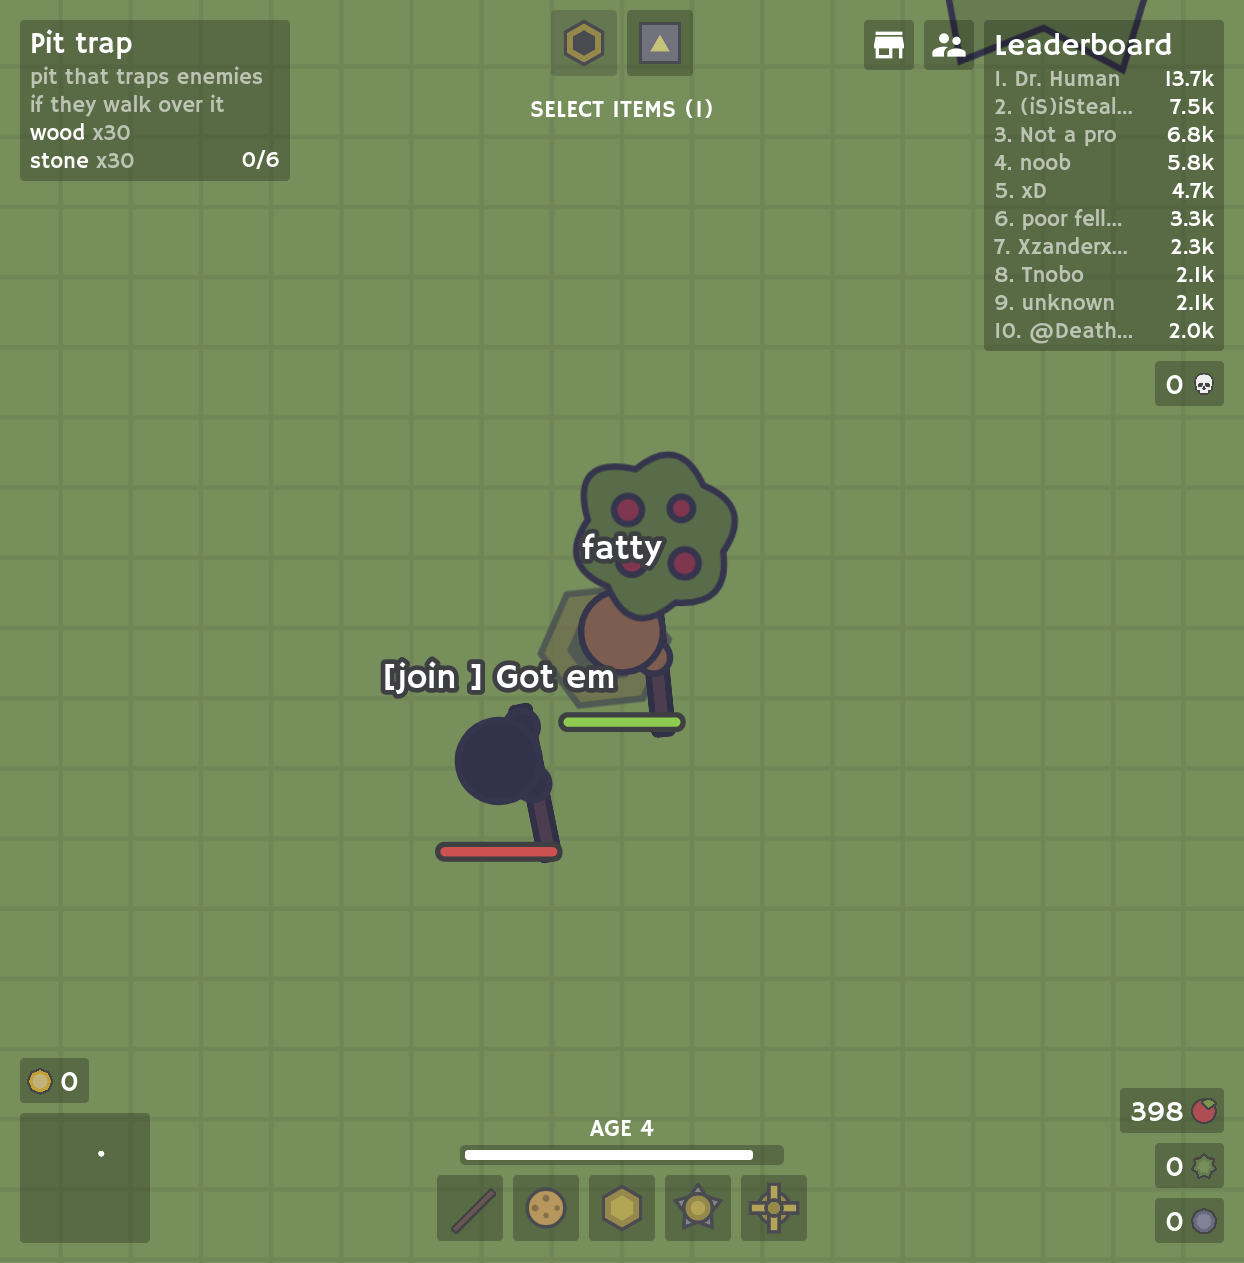 Pit trap
pit that traps enemies
if they walk over it
wood x30
stone x30 0/6
SELECT ITEMS (1)
Leaderboard
1. Dr. Human 13.7k
2. (iS)iSteal... 7.5k
3. Not a pro 6.8k
4. noob 5.8k
5. xD 4.7k
6. poor fell... 3.3k
7. Xzanderx... 2.3k
8. Tnobo 2.1k
9. unknown 2.1k
10. @Death... 2.0k
0
fatty
[join ] Got em
0
AGE 4
398
0
0